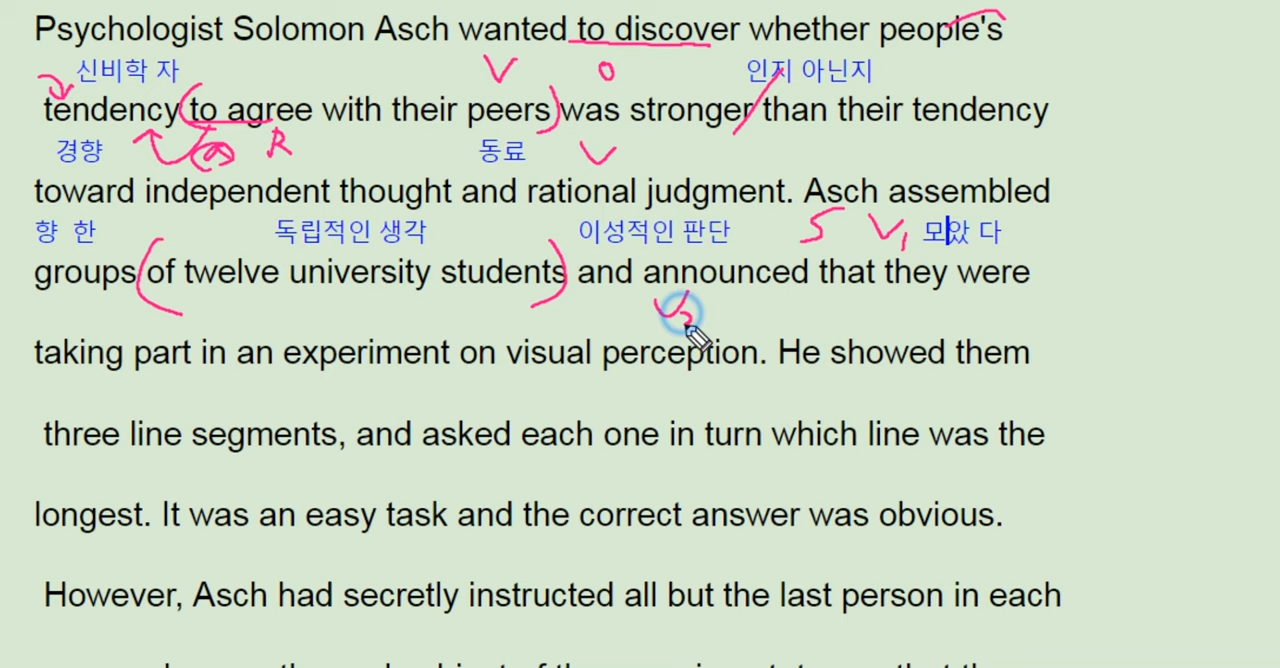 Psychologist Solomon Asch wanted to discover whether people's
신비학 자 V O 인지 아닌지
tendency (to agree with their peers) was stronger / than their tendency
경향 R 동료 V
toward independent thought and rational judgment. Asch assembled
향 한 독립적인 생각 이성적인 판단 S V1 모았 다
groups (of twelve university students) and announced that they were
V2
taking part in an experiment on visual perception. He showed them
three line segments, and asked each one in turn which line was the
longest. It was an easy task and the correct answer was obvious.
However, Asch had secretly instructed all but the last person in each